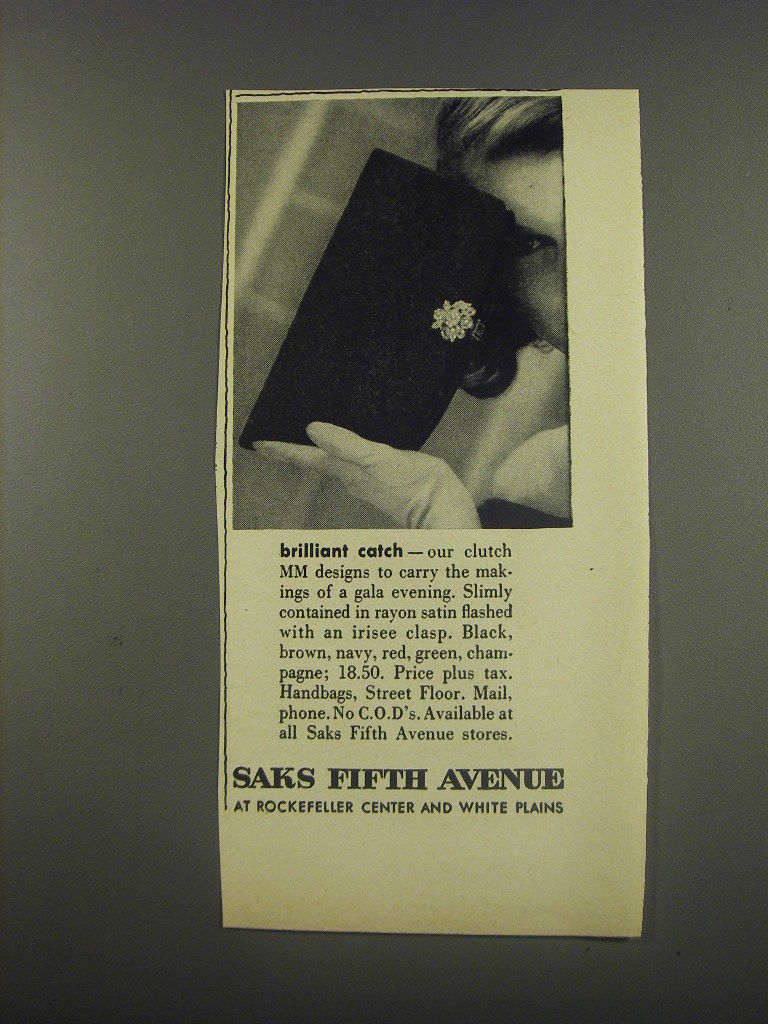 brilliant catch — our clutch
MM designs to carry the mak-
ings of a gala evening. Slimly
contained in rayon satin flashed
with an irisee clasp. Black,
brown, navy, red, green, cham-
pagne; 18.50. Price plus tax.
Handbags, Street Floor. Mail,
phone. No C.O.D's. Available at
all Saks Fifth Avenue stores.
SAKS FIFTH AVENUE
AT ROCKEFELLER CENTER AND WHITE PLAINS